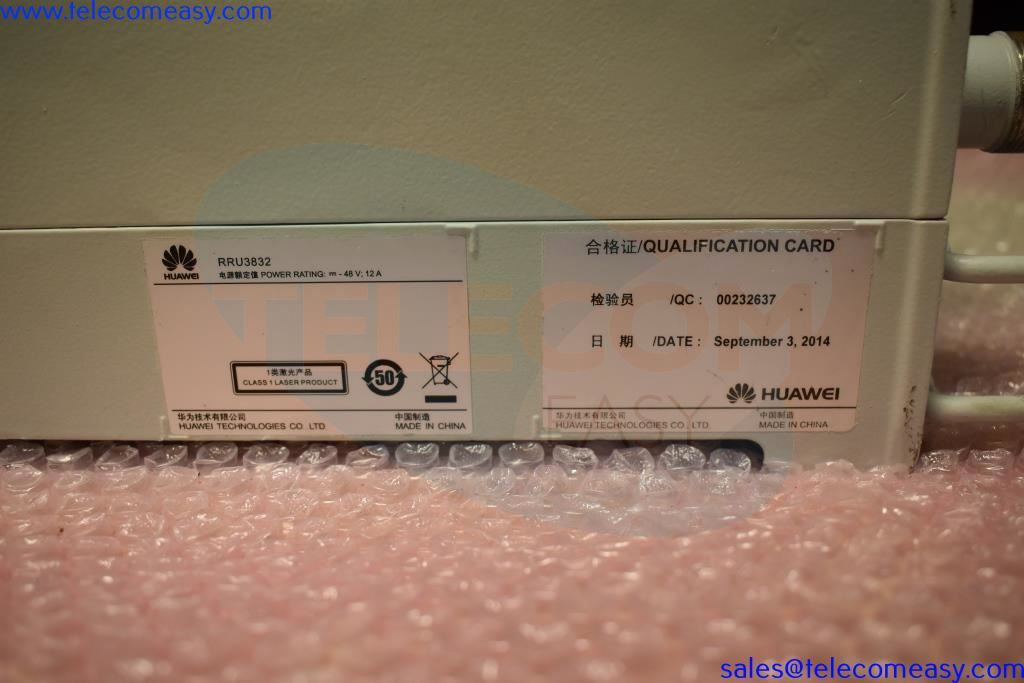 www.telecomeasy.com
HUAWEI
RRU3832
电源额定值 POWER RATING: ⎓ - 48 V; 12 A
1类激光产品
CLASS 1 LASER PRODUCT
50
华为技术有限公司
HUAWEI TECHNOLOGIES CO., LTD.
中国制造
MADE IN CHINA
合格证/QUALIFICATION CARD
检验员 /QC : 00232637
日 期 /DATE : September 3, 2014
HUAWEI
华为技术有限公司
HUAWEI TECHNOLOGIES CO., LTD.
中国制造
MADE IN CHINA
TELECOM
EASY
sales@telecomeasy.com